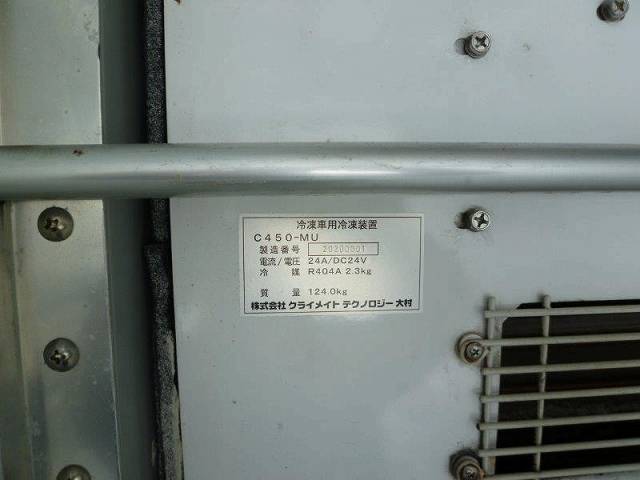 冷凍車用冷凍装置
C450-MU
製造番号 20200801
電流/電圧 24A/DC24V
冷 媒 R404A 2.3kg
質 量 124.0kg
株式会社 クライメイト テクノロジー 大村